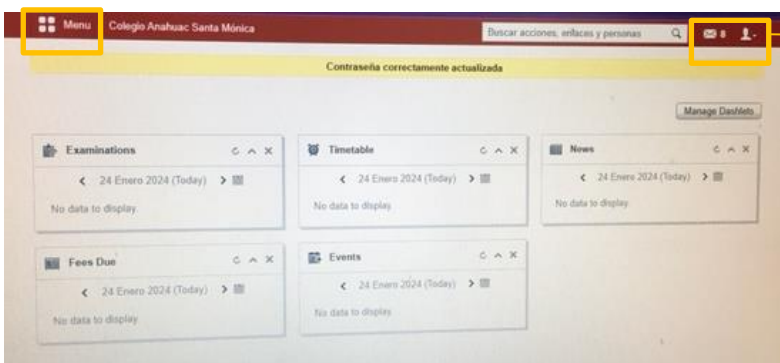 Menu Colegio Anahuac Santa Mónica Buscar acciones, enlaces y personas 8
Contraseña correctamente actualizada
Manage Dashlets
Examinations
24 Enero 2024 (Today)
No data to display
Timetable
24 Enero 2024 (Today)
No data to display
News
24 Enero 2024 (Today)
No data to display
Fees Due
24 Enero 2024 (Today)
No data to display
Events
24 Enero 2024 (Today)
No data to display